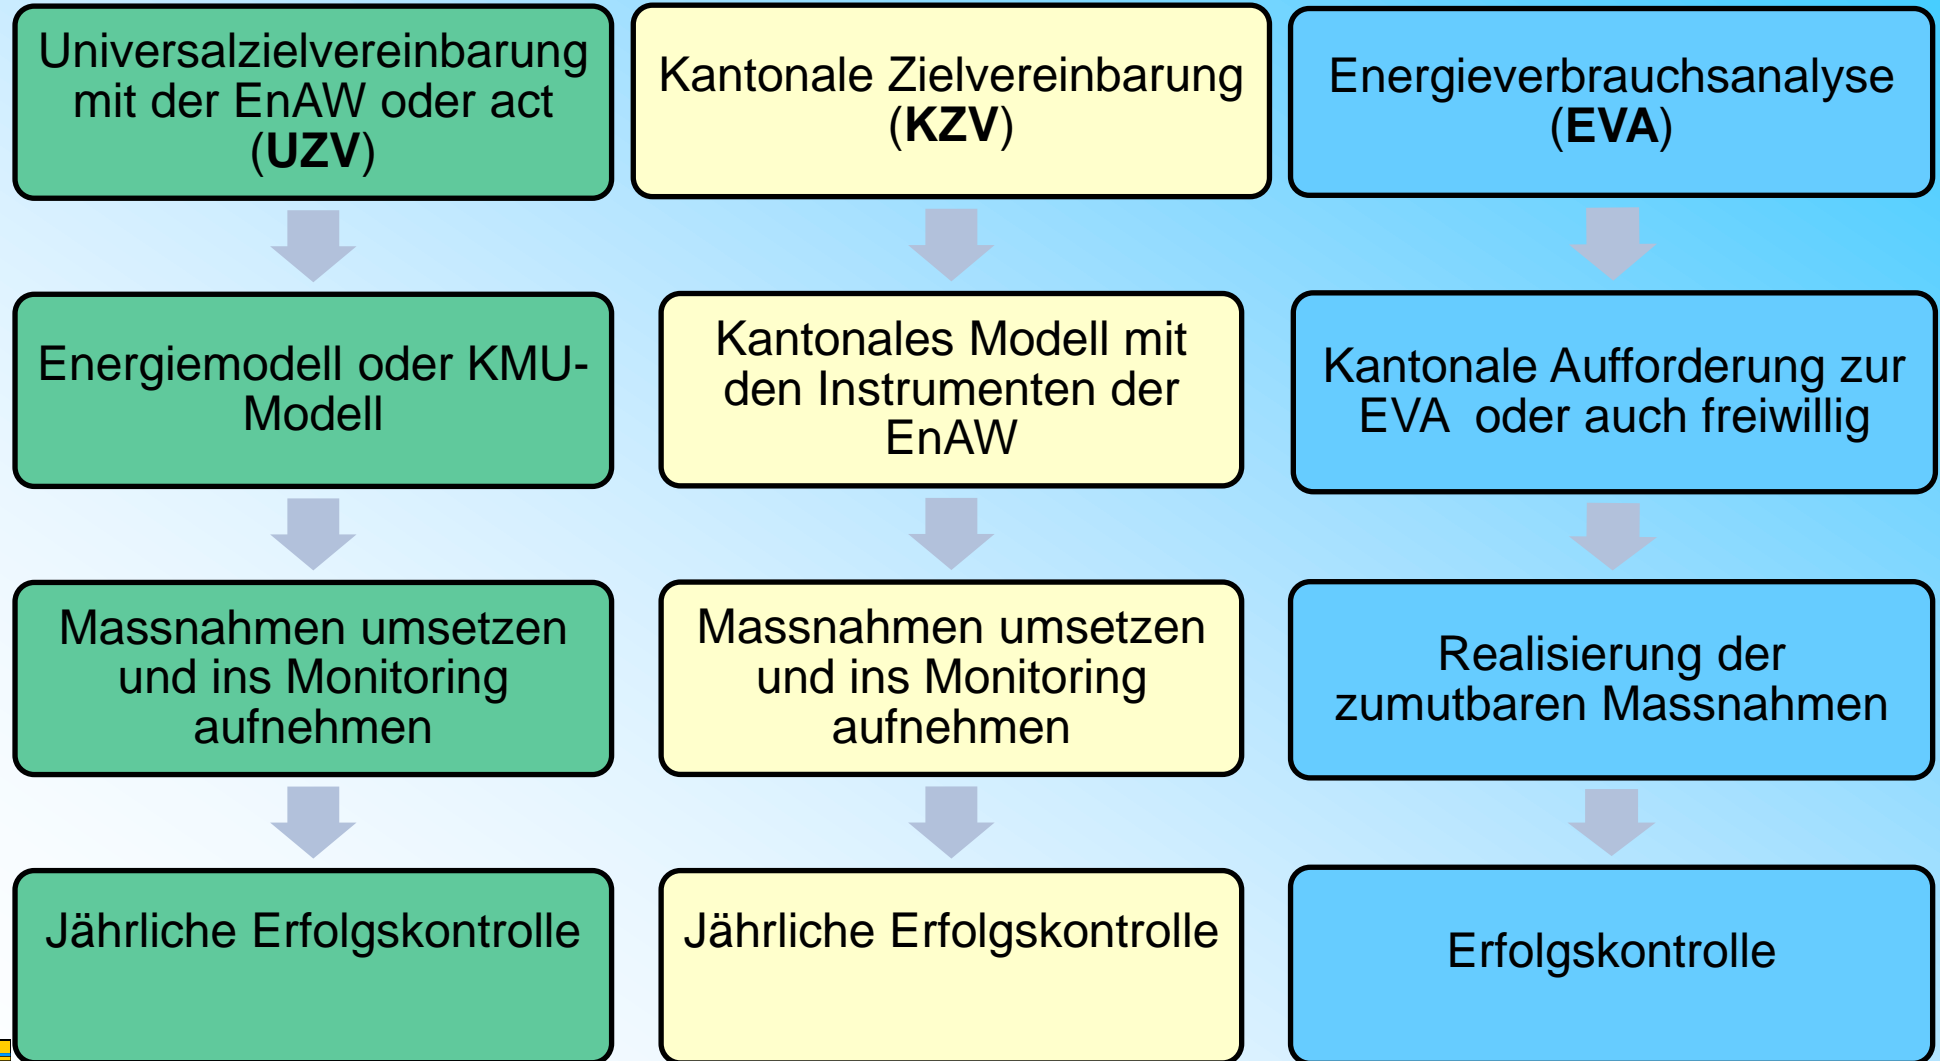 Universalzielvereinbarung
mit der EnAW oder act
(UZV)
Kantonale Zielvereinbarung
(KZV)
Energieverbrauchsanalyse
(EVA)
Energiemodell oder KMU-
Modell
Kantonales Modell mit
den Instrumenten der
EnAW
Kantonale Aufforderung zur
EVA  oder auch freiwillig
Massnahmen umsetzen
und ins Monitoring
aufnehmen
Massnahmen umsetzen
und ins Monitoring
aufnehmen
Realisierung der
zumutbaren Massnahmen
Jährliche Erfolgskontrolle
Jährliche Erfolgskontrolle
Erfolgskontrolle